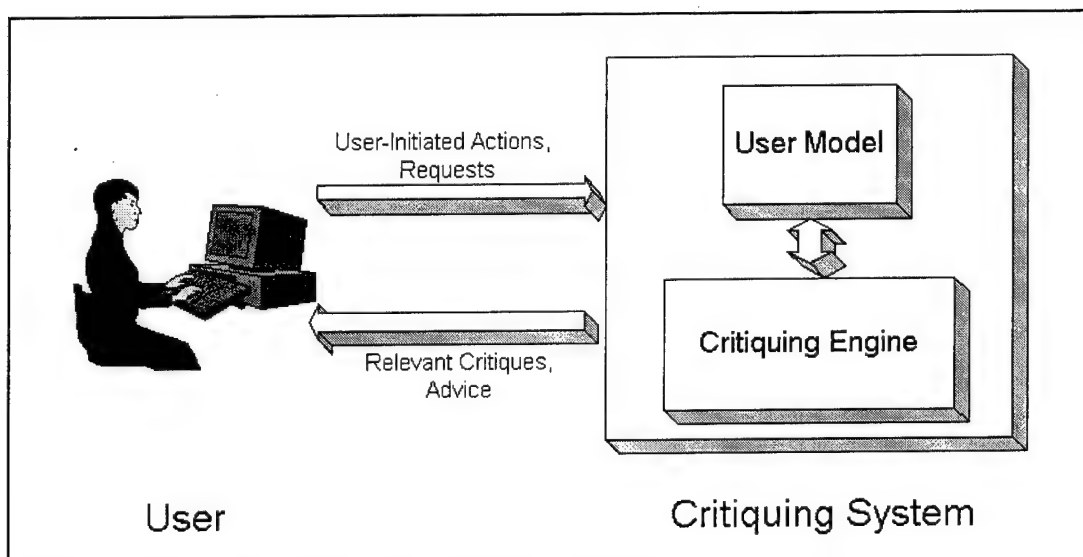 User-Initiated Actions,
Requests
User Model
Critiquing Engine
Relevant Critiques,
Advice
User
Critiquing System